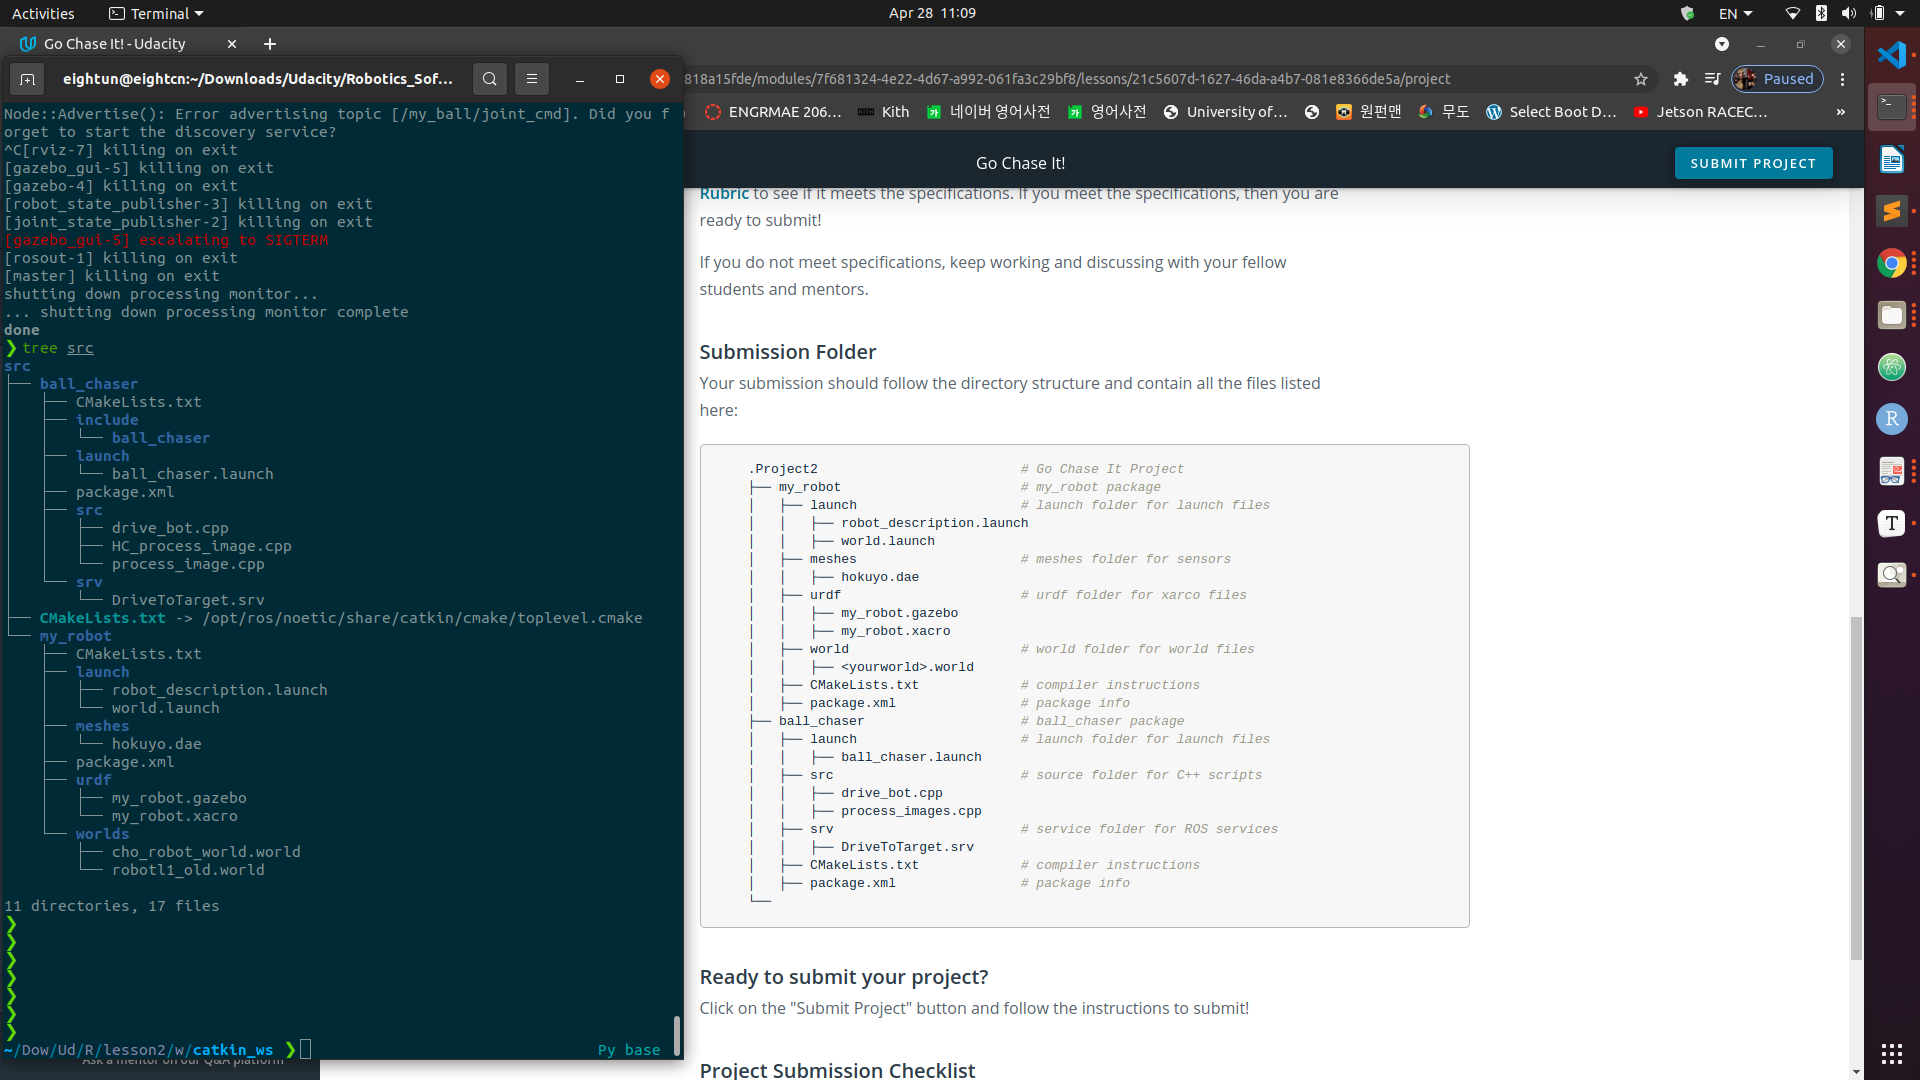 Activities
Terminal
Apr 28 11:09
EN
Go Chase It! - Udacity
eightun@eightcn:~/Downloads/Udacity/Robotics_Sof...
818a15fde/modules/7f681324-4e22-4d67-a992-061fa3c29bf8/lessons/21c5607d-1627-46da-a4b7-081e8366de5a/project
Paused
ENGRMAE 206...
Kith
네이버 영어사전
영어사전
University of...
원펀맨
무도
Select Boot D...
Jetson RACEC...
»
Go Chase It!
SUBMIT PROJECT
Node::Advertise(): Error advertising topic [/my_ball/joint_cmd]. Did you f
orget to start the discovery service?
^C[rviz-7] killing on exit
[gazebo_gui-5] killing on exit
[gazebo-4] killing on exit
[robot_state_publisher-3] killing on exit
[joint_state_publisher-2] killing on exit
[gazebo_gui-5] escalating to SIGTERM
[rosout-1] killing on exit
[master] killing on exit
shutting down processing monitor...
... shutting down processing monitor complete
done
❯ tree src
src
├── ball_chaser
│   ├── CMakeLists.txt
│   ├── include
│   │   └── ball_chaser
│   ├── launch
│   │   └── ball_chaser.launch
│   ├── package.xml
│   ├── src
│   │   ├── drive_bot.cpp
│   │   ├── HC_process_image.cpp
│   │   └── process_image.cpp
│   └── srv
│       └── DriveToTarget.srv
├── CMakeLists.txt -> /opt/ros/noetic/share/catkin/cmake/toplevel.cmake
└── my_robot
    ├── CMakeLists.txt
    ├── launch
    │   ├── robot_description.launch
    │   └── world.launch
    ├── meshes
    │   └── hokuyo.dae
    ├── package.xml
    ├── urdf
    │   ├── my_robot.gazebo
    │   └── my_robot.xacro
    └── worlds
        ├── cho_robot_world.world
        └── robotl1_old.world
11 directories, 17 files
❯
❯
❯
❯
❯
❯
❯
~/Dow/Ud/R/lesson2/w/catkin_ws ❯
Py base
Ask a mentor on our Q&A platform
Rubric to see if it meets the specifications. If you meet the specifications, then you are
ready to submit!
If you do not meet specifications, keep working and discussing with your fellow
students and mentors.
Submission Folder
Your submission should follow the directory structure and contain all the files listed
here:
.Project2                          # Go Chase It Project
├── my_robot                       # my_robot package
│   ├── launch                     # launch folder for launch files
│   │   ├── robot_description.launch
│   │   ├── world.launch
│   ├── meshes                     # meshes folder for sensors
│   │   ├── hokuyo.dae
│   ├── urdf                       # urdf folder for xarco files
│   │   ├── my_robot.gazebo
│   │   ├── my_robot.xacro
│   ├── world                      # world folder for world files
│   │   ├── <yourworld>.world
│   ├── CMakeLists.txt             # compiler instructions
│   ├── package.xml                # package info
├── ball_chaser                    # ball_chaser package
│   ├── launch                     # launch folder for launch files
│   │   ├── ball_chaser.launch
│   ├── src                        # source folder for C++ scripts
│   │   ├── drive_bot.cpp
│   │   ├── process_images.cpp
│   ├── srv                        # service folder for ROS services
│   │   ├── DriveToTarget.srv
│   ├── CMakeLists.txt             # compiler instructions
│   ├── package.xml                # package info
└──
Ready to submit your project?
Click on the "Submit Project" button and follow the instructions to submit!
Project Submission Checklist